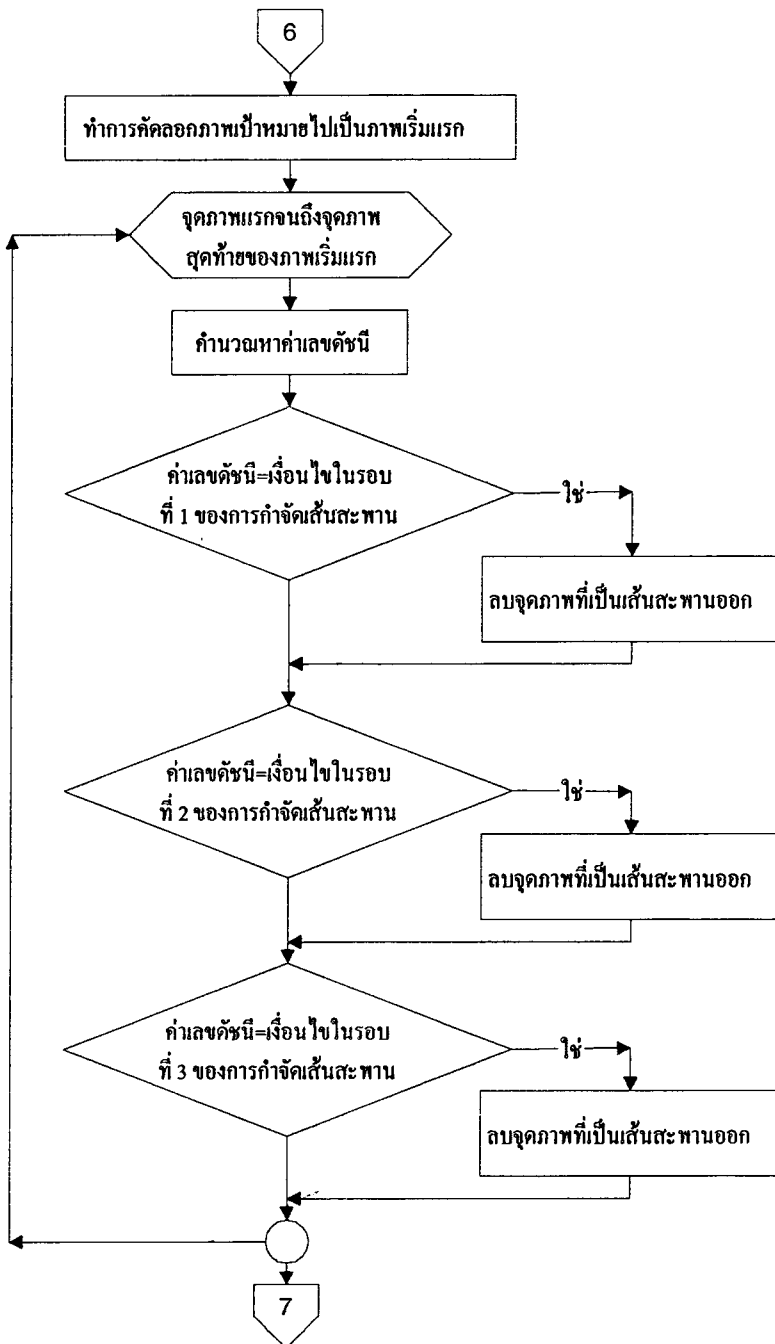 6
ทำการคัดลอกภาพเป้าหมายไปเป็นภาพเริ่มแรก
จุดภาพแรกจนถึงจุดภาพ
สุดท้ายของภาพเริ่มแรก
คำนวณหาค่าเลขดัชนี
ค่าเลขดัชนี=เงื่อนไขในรอบ
ที่ 1 ของการกำจัดเส้นสะพาน
ใช่
ลบจุดภาพที่เป็นเส้นสะพานออก
ค่าเลขดัชนี=เงื่อนไขในรอบ
ที่ 2 ของการกำจัดเส้นสะพาน
ใช่
ลบจุดภาพที่เป็นเส้นสะพานออก
ค่าเลขดัชนี=เงื่อนไขในรอบ
ที่ 3 ของการกำจัดเส้นสะพาน
ใช่
ลบจุดภาพที่เป็นเส้นสะพานออก
7